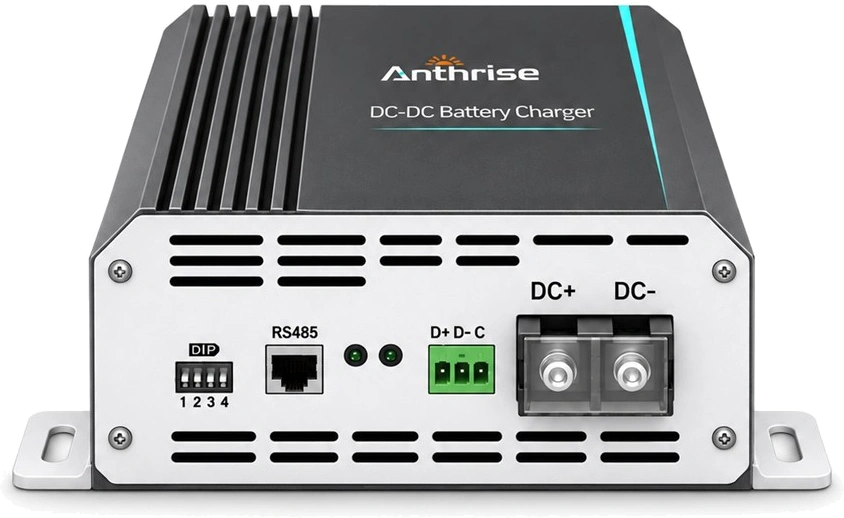 Anthrise
DC-DC Battery Charger
DC+ DC-
RS485
D+ D- C
DIP
1 2 3 4